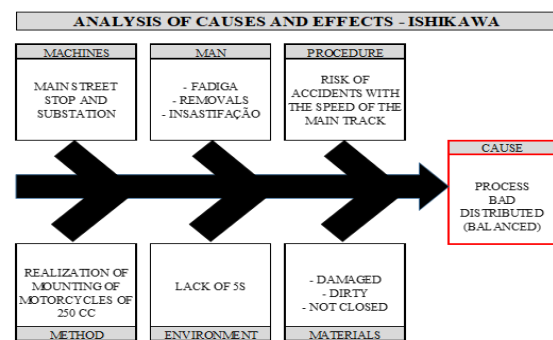 ANALYSIS OF CAUSES AND EFFECTS - ISHIKAWA
MACHINES
MAIN STREET
STOP AND
SUBSTATION
MAN
- FADIGA
- REMOVALS
- INSASTIFAÇÃO
PROCEDURE
RISK OF
ACCIDENTS WITH
THE SPEED OF THE
MAIN TRACK
CAUSE
PROCESS
BAD
DISTRIBUTED
(BALANCED)
REALIZATION OF
MOUNTING OF
MOTORCYCLES OF
250 CC
METHOD
LACK OF 5S
ENVIRONMENT
- DAMAGED
- DIRTY
- NOT CLOSED
MATERIALS